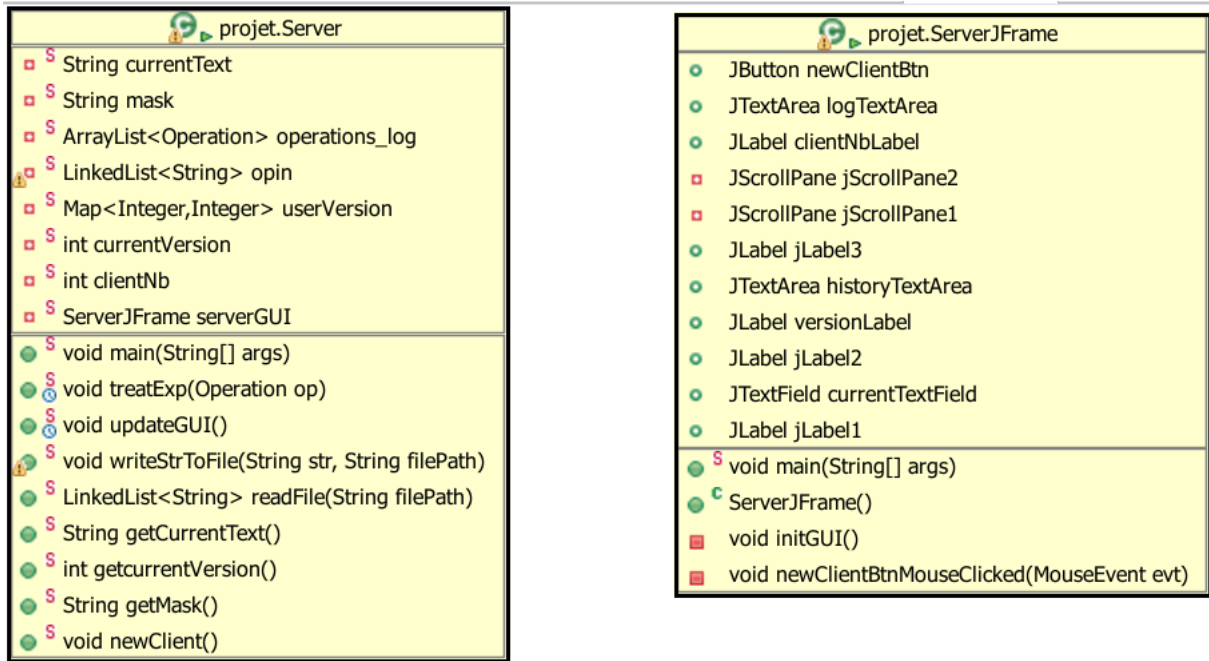 projet.Server
S String currentText
S String mask
S ArrayList<Operation> operations_log
S LinkedList<String> opin
S Map<Integer,Integer> userVersion
S int currentVersion
S int clientNb
S ServerJFrame serverGUI
S void main(String[] args)
S void treatExp(Operation op)
S void updateGUI()
S void writeStrToFile(String str, String filePath)
S LinkedList<String> readFile(String filePath)
S String getCurrentText()
S int getcurrentVersion()
S String getMask()
S void newClient()
projet.ServerJFrame
JButton newClientBtn
JTextArea logTextArea
JLabel clientNbLabel
JScrollPane jScrollPane2
JScrollPane jScrollPane1
JLabel jLabel3
JTextArea historyTextArea
JLabel versionLabel
JLabel jLabel2
JTextField currentTextField
JLabel jLabel1
S void main(String[] args)
C ServerJFrame()
void initGUI()
void newClientBtnMouseClicked(MouseEvent evt)